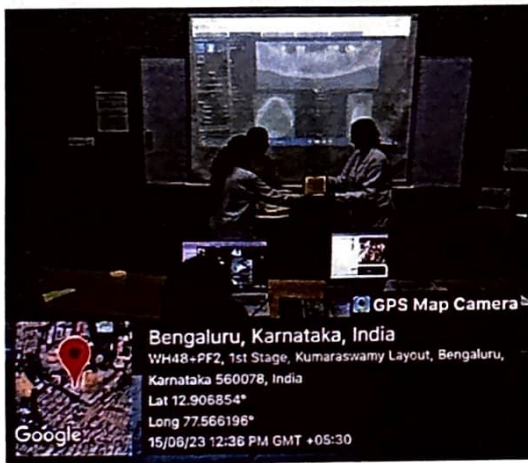 GPS Map Camera
Bengaluru, Karnataka, India
WH48+PF2, 1st Stage, Kumaraswamy Layout, Bengaluru,
Karnataka 560078, India
Lat 12.906854°
Long 77.566196°
15/06/23 12:36 PM GMT +05:30
Google